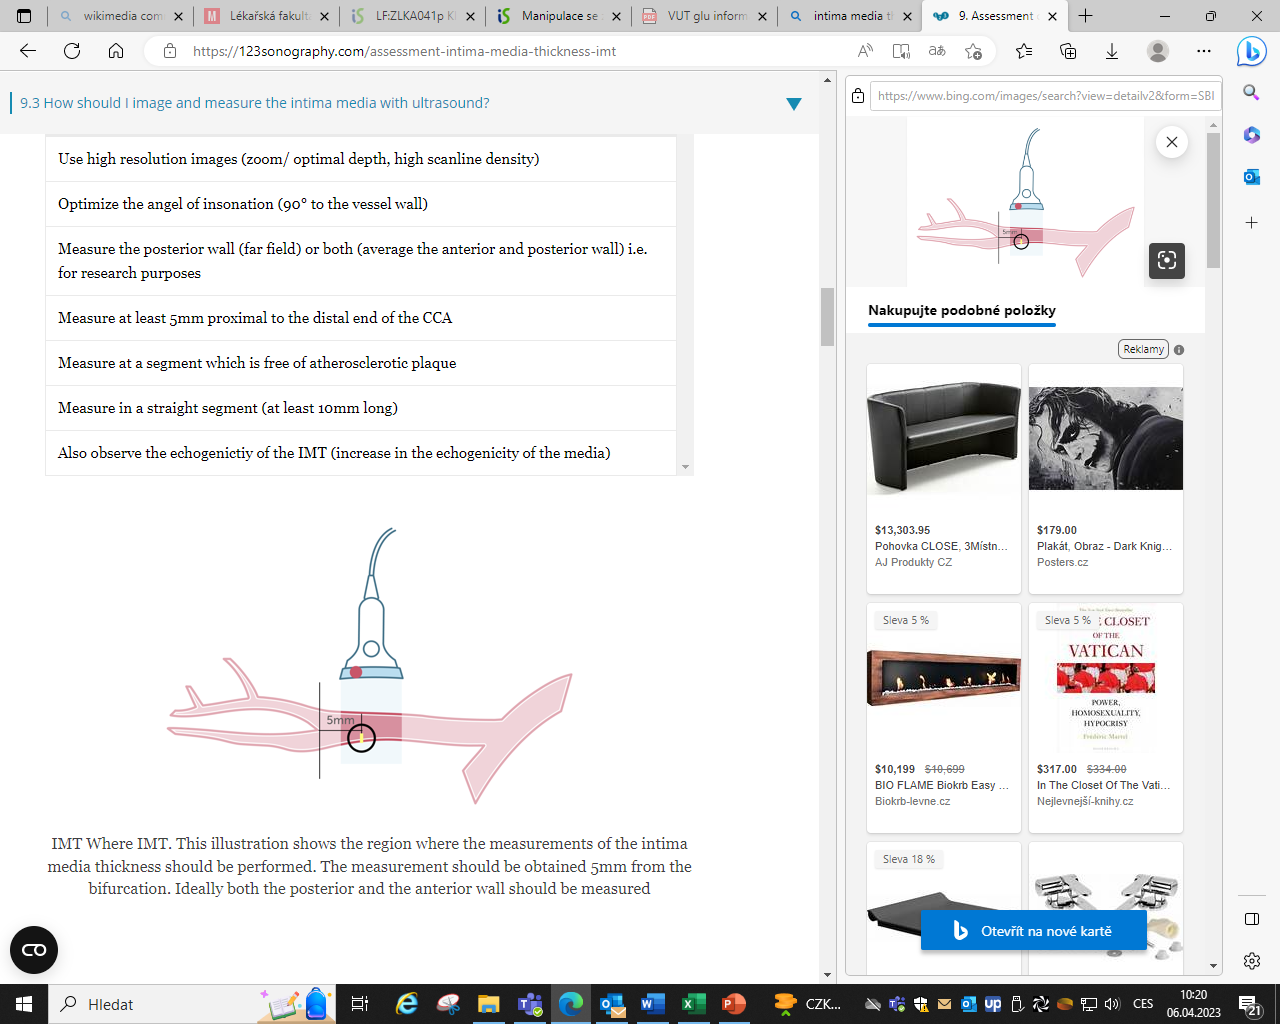 wikimedia com
Lékařská fakult
LF:ZLKA041p Kl
Manipulace se
VUT glu inform
intima media t
9. Assessment
https://123sonography.com/assessment-intima-media-thickness-imt
9.3 How should I image and measure the intima media with ultrasound?
Use high resolution images (zoom/ optimal depth, high scanline density)
Optimize the angel of insonation (90° to the vessel wall)
Measure the posterior wall (far field) or both (average the anterior and posterior wall) i.e.
for research purposes
Measure at least 5mm proximal to the distal end of the CCA
Measure at a segment which is free of atherosclerotic plaque
Measure in a straight segment (at least 10mm long)
Also observe the echogenictiy of the IMT (increase in the echogenicity of the media)
5mm
IMT Where IMT. This illustration shows the region where the measurements of the intima
media thickness should be performed. The measurement should be obtained 5mm from the
bifurcation. Ideally both the posterior and the anterior wall should be measured
https://www.bing.com/images/search?view=detailv2&form=SBI
5mm
Nakupujte podobné položky
Reklamy
$13,303.95
Pohovka CLOSE, 3Místn...
AJ Produkty CZ
$179.00
Plakát, Obraz - Dark Knig...
Posters.cz
Sleva 5 %
$10,199 $10,699
BIO FLAME Biokrb Easy ...
Biokrb-levne.cz
Sleva 5 %
CLOSET
OF THE
VATICAN
POWER,
HOMOSEXUALITY,
HYPOCRISY
Frédéric Martel
$317.00 $334.00
In The Closet Of The Vati...
Nejlevnejší-knihy.cz
Sleva 18 %
Otevřít na nové kartě
Hledat
CZK...
CES
10:20
06.04.2023
21